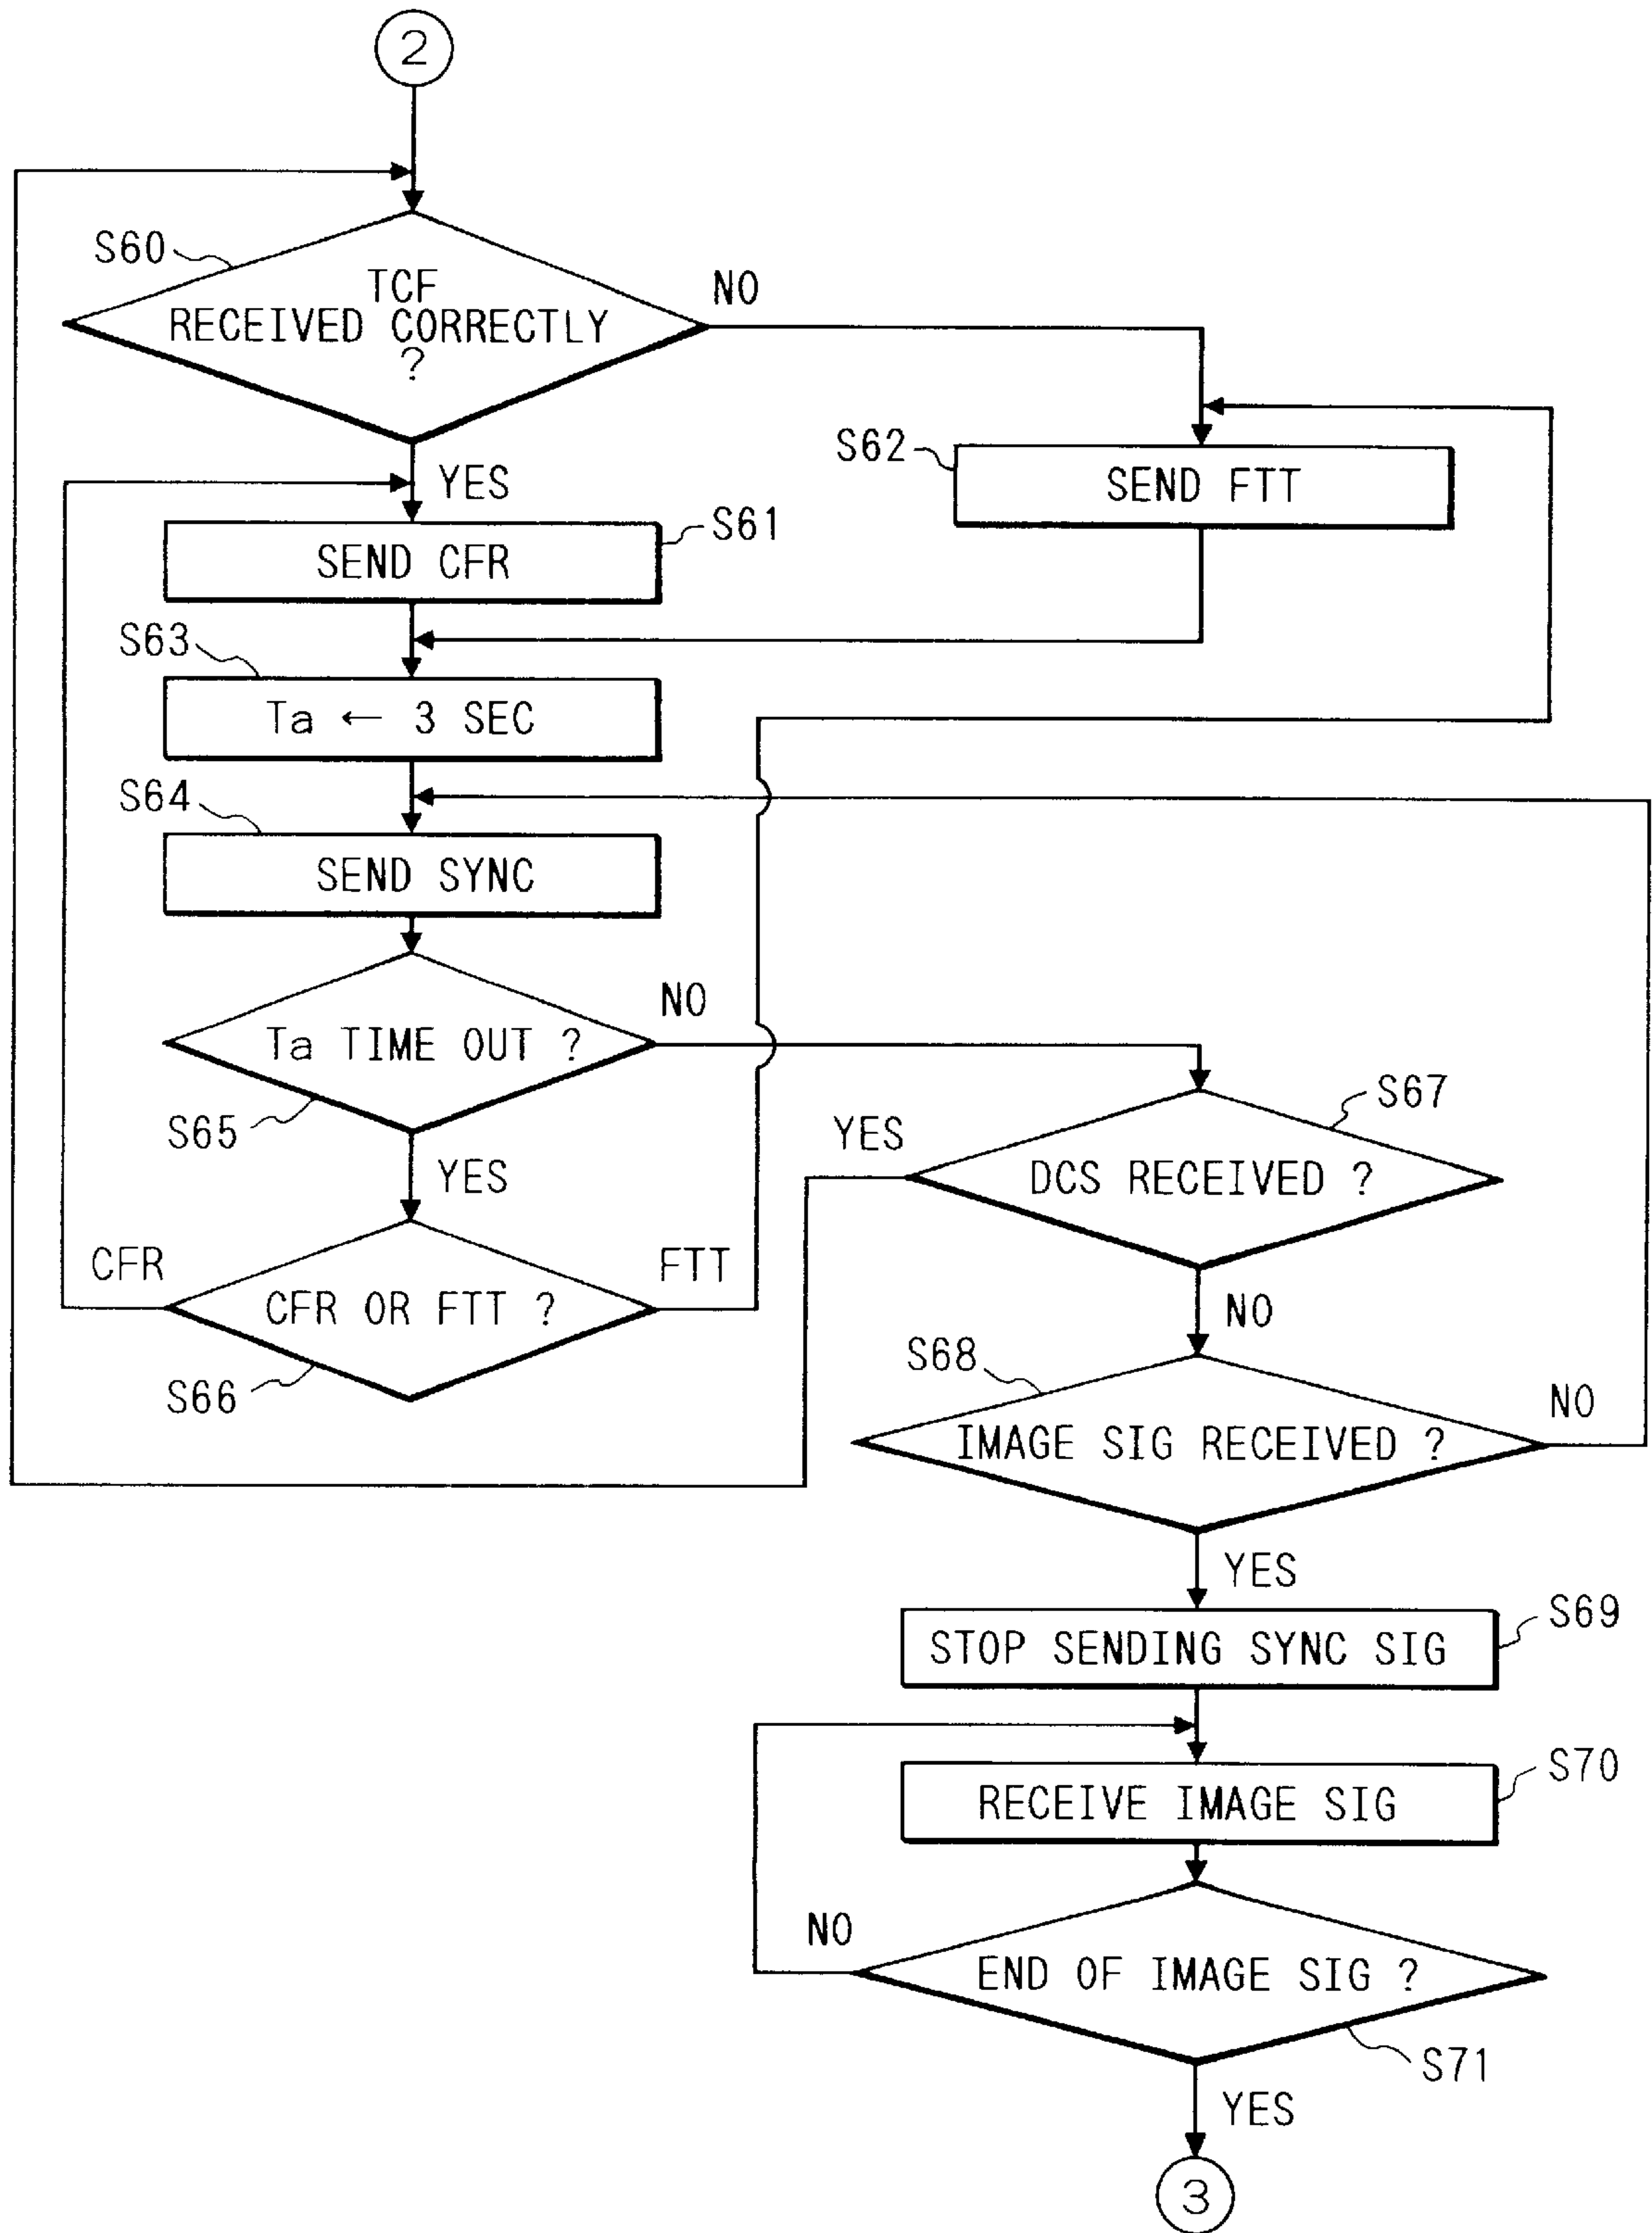 2
S60
TCF
RECEIVED CORRECTLY
?
NO
YES
S62
SEND FTT
S61
SEND CFR
S63
Ta ← 3 SEC
S64
SEND SYNC
NO
Ta TIME OUT ?
S65
YES
S67
YES
DCS RECEIVED ?
NO
CFR
FTT
CFR OR FTT ?
S66
S68
NO
IMAGE SIG RECEIVED ?
YES
S69
STOP SENDING SYNC SIG
S70
RECEIVE IMAGE SIG
NO
END OF IMAGE SIG ?
S71
YES
3